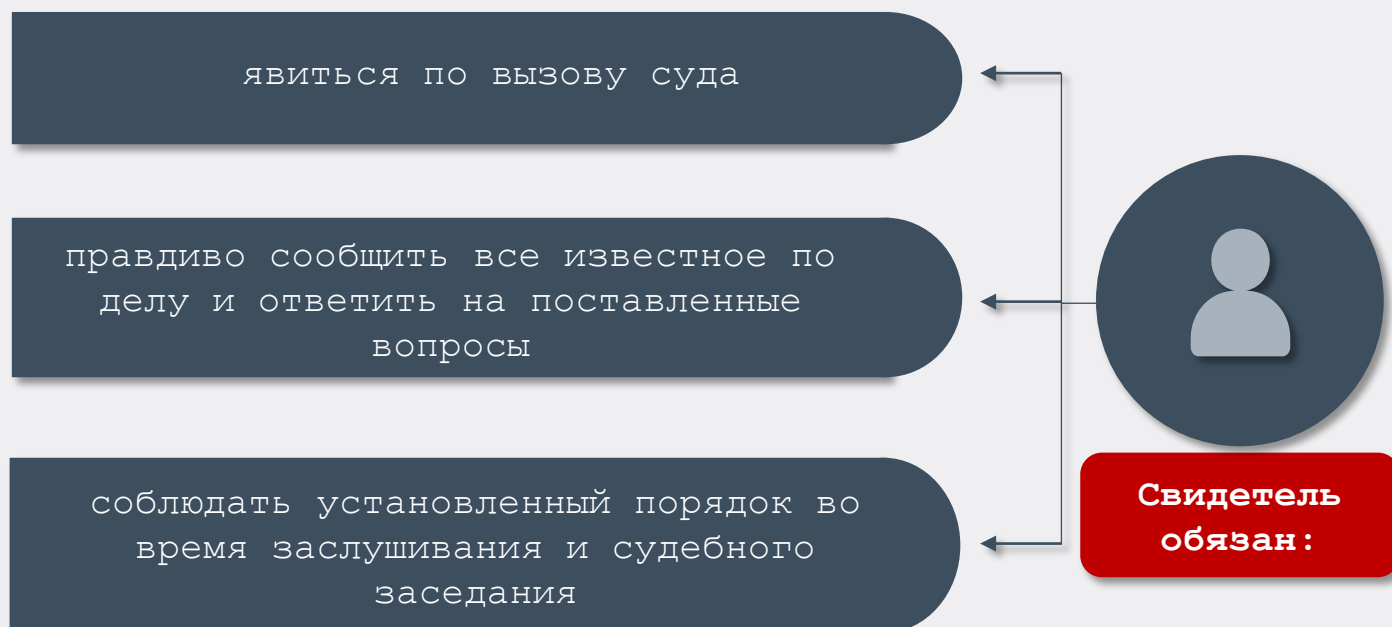 явиться по вызову суда
правдиво сообщить все известное по
делу и ответить на поставленные
вопросы
соблюдать установленный порядок во
время заслушивания и судебного
заседания
Свидетель
обязан: